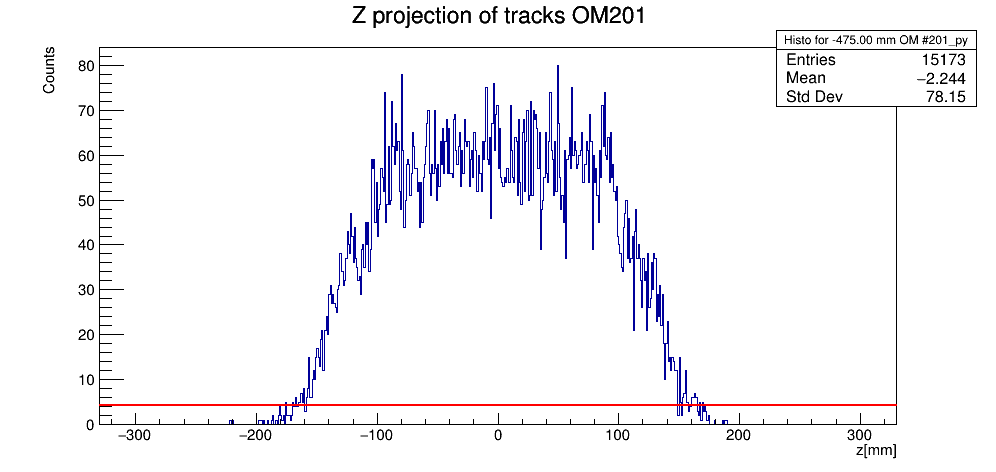 Z projection of tracks OM201
Histo for -475.00 mm OM #201_py
Entries 15173
Mean −2.244
Std Dev 78.15
Counts
80
70
60
50
40
30
20
10
0
−300 −200 −100 0 100 200 300
z[mm]